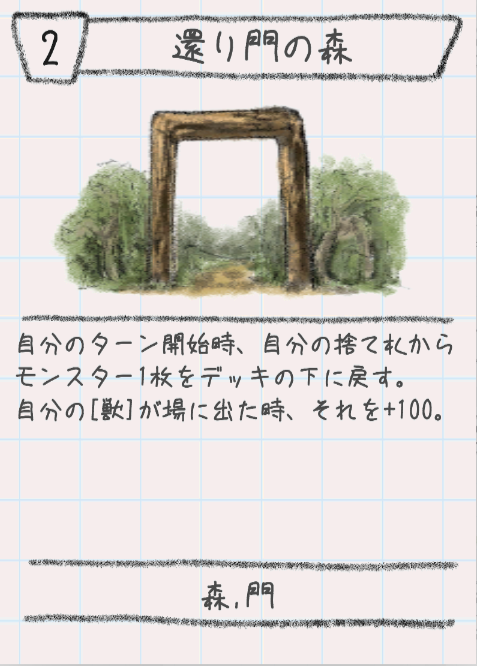 2
還り門の森
自分のターン開始時、自分の捨て札から
モンスター1枚をデッキの下に戻す。
自分の[獣]が場に出た時、それを+100。
森,門